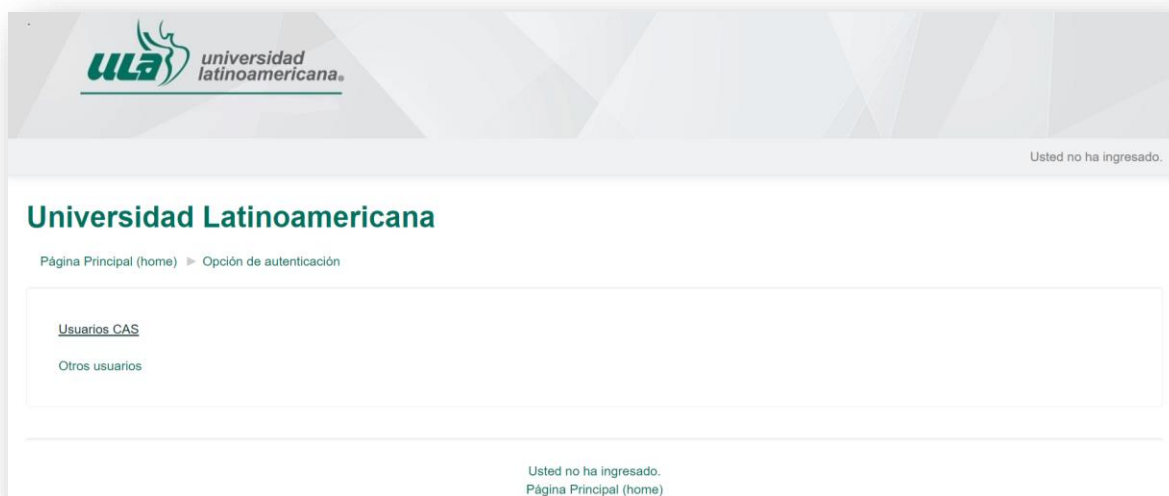 ula universidad
latinoamericana®
Usted no ha ingresado.
Universidad Latinoamericana
Página Principal (home) ► Opción de autenticación
Usuarios CAS
Otros usuarios
Usted no ha ingresado.
Página Principal (home)